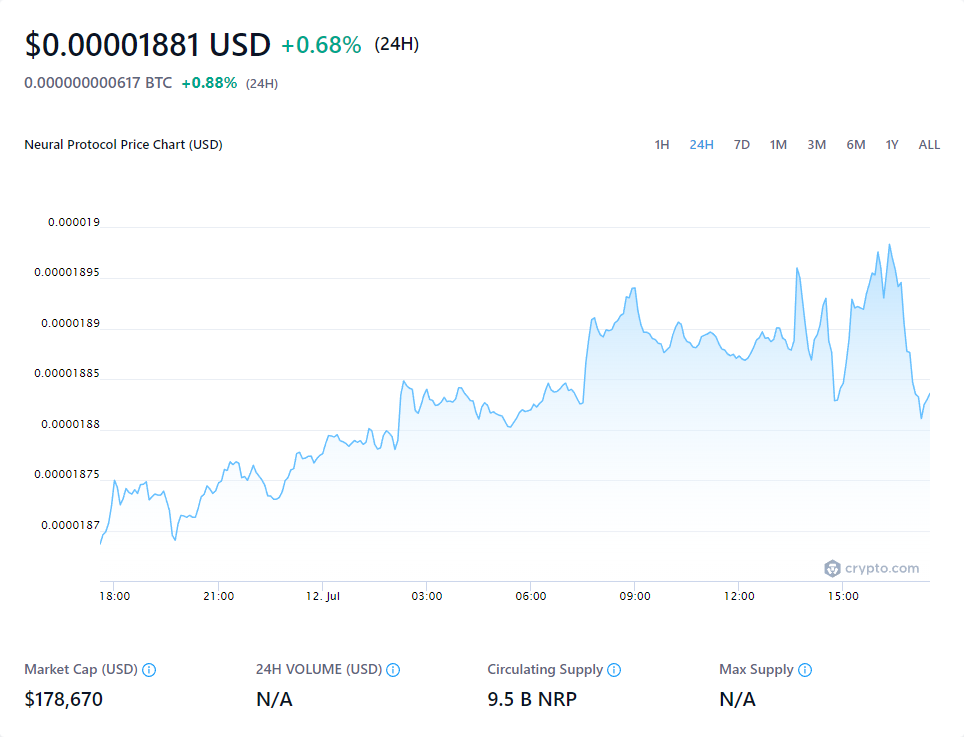 $0.00001881 USD +0.68% (24H)
0.000000000617 BTC +0.88% (24H)
Neural Protocol Price Chart (USD)
1H 24H 7D 1M 3M 6M 1Y ALL
0.000019
0.00001895
0.0000189
0.00001885
0.0000188
0.00001875
0.0000187
crypto.com
18:00 21:00 12. Jul 03:00 06:00 09:00 12:00 15:00
Market Cap (USD) 24H VOLUME (USD) Circulating Supply Max Supply
$178,670 N/A 9.5 B NRP N/A